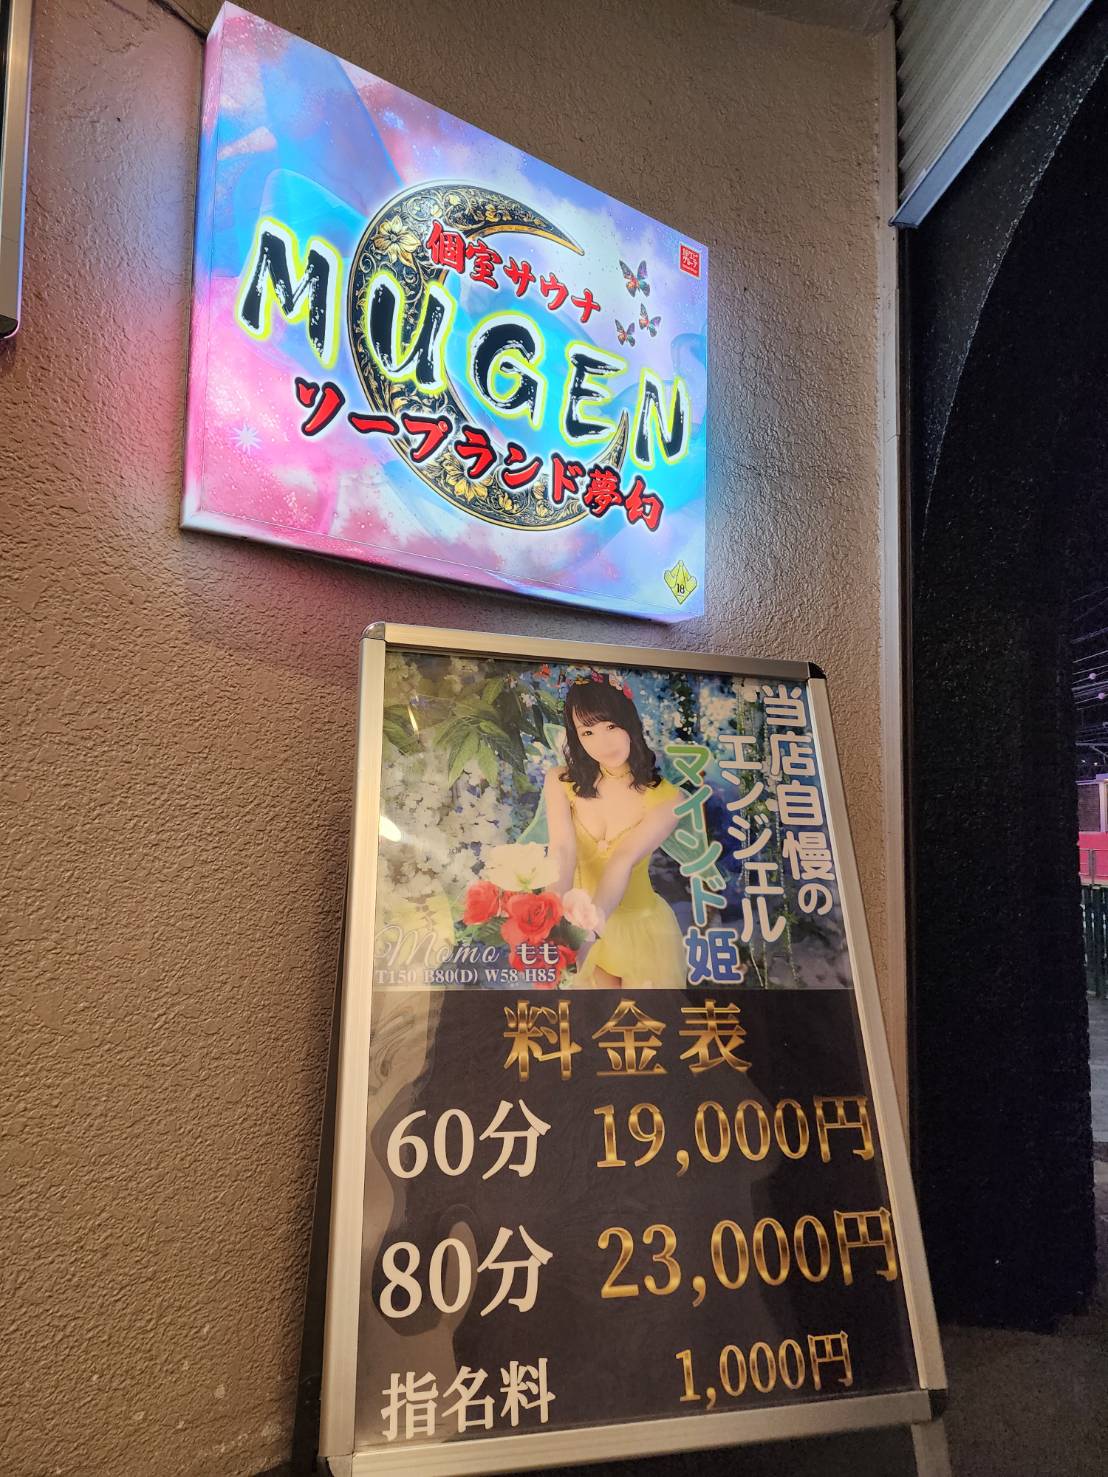 個室サウナ
MUGEN
ソープランド夢幻
18
当店自慢の
エンジェル
マインド姫
Momo もも
T150 B80(D) W58 H85
料金表
60分 19,000円
80分 23,000円
指名料 1,000円